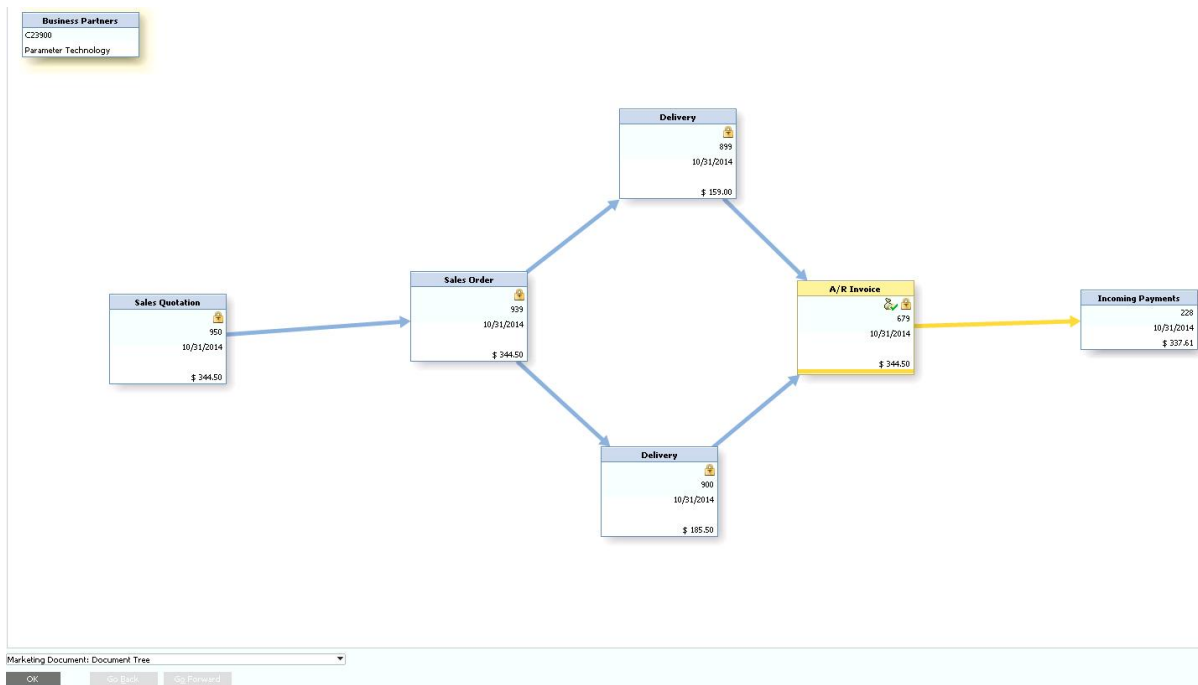 Business Partners
C23900
Parameter Technology
Delivery
899
10/31/2014
$ 159.00
Sales Order
939
10/31/2014
$ 344.50
Sales Quotation
950
10/31/2014
$ 344.50
A/R Invoice
679
10/31/2014
$ 344.50
Incoming Payments
228
10/31/2014
$ 337.61
Delivery
900
10/31/2014
$ 185.50
Marketing Document: Document Tree
OK
Go Back
Go Forward